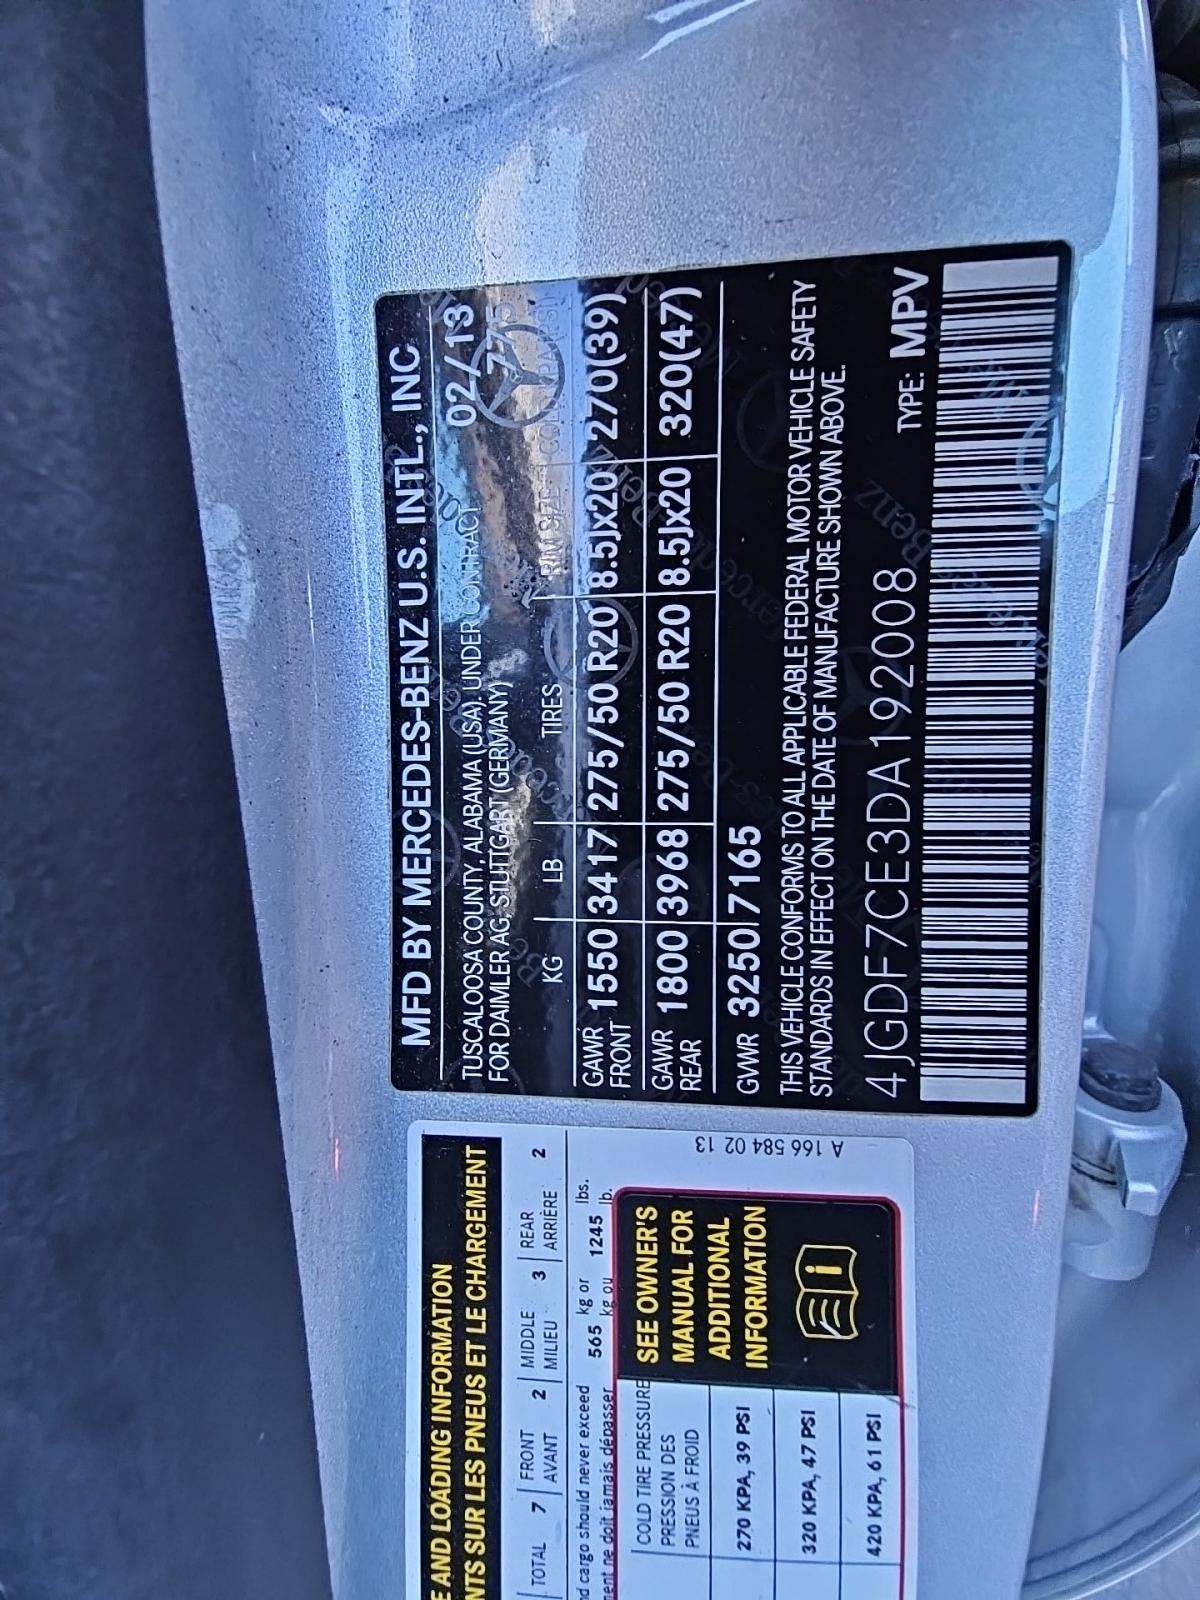 MFD BY MERCEDES-BENZ U.S. INTL., INC
TUSCALOOSA COUNTY, ALABAMA (USA), UNDER CONTRACT 02/13
FOR DAIMLER AG, STUTTGART (GERMANY) 775
KG LB TIRES RIM SIZE
GAWR FRONT 1550 3417 275/50 R20 8.5Jx20 270(39)
GAWR REAR 1800 3968 275/50 R20 8.5Jx20 320(47)
GWR 3250 7165
THIS VEHICLE CONFORMS TO ALL APPLICABLE FEDERAL MOTOR VEHICLE SAFETY
STANDARDS IN EFFECT ON THE DATE OF MANUFACTURE SHOWN ABOVE.
4JGDF7CE3DA192008 TYPE: MPV
E AND LOADING INFORMATION
NTS SUR LES PNEUS ET LE CHARGEMENT
TOTAL 7 FRONT 2 MIDDLE 3 REAR 2
AVANT MILIEU ARRIÈRE
nd cargo should never exceed 565 kg or 1245 lbs.
ment ne doit jamais dépasser kg ou lb.
COLD TIRE PRESSURE
PRESSION DES
PNEUS À FROID
270 KPA, 39 PSI
320 KPA, 47 PSI
420 KPA, 61 PSI
SEE OWNER'S
MANUAL FOR
ADDITIONAL
INFORMATION
A 166 584 02 13